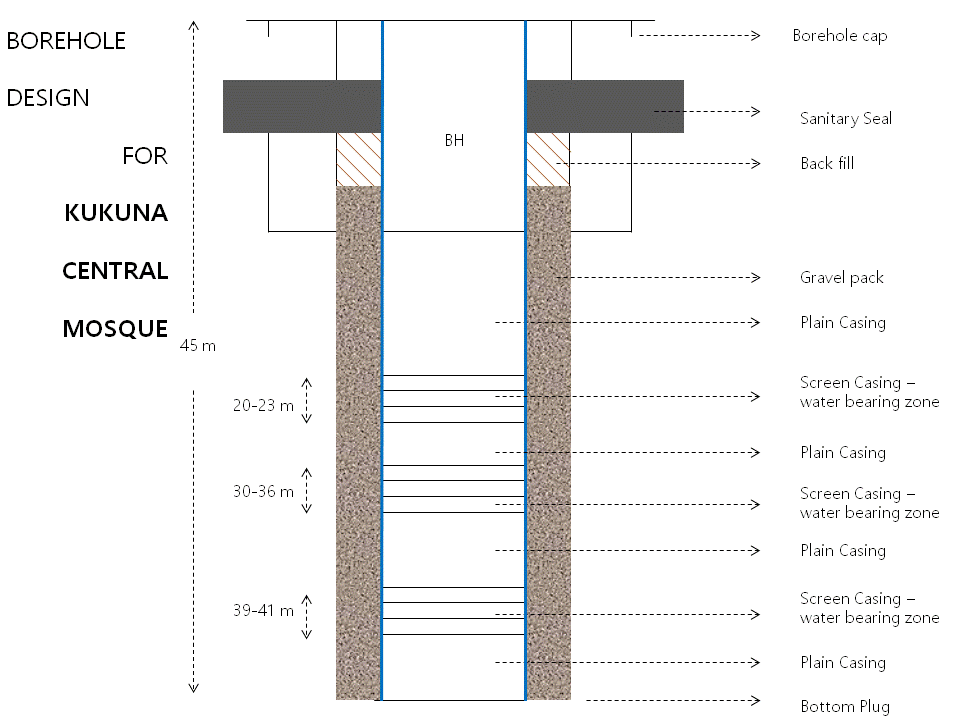 BOREHOLE
DESIGN
FOR
KUKUNA
CENTRAL
MOSQUE
45 m
20-23 m
30-36 m
39-41 m
BH
Borehole cap
Sanitary Seal
Back fill
Gravel pack
Plain Casing
Screen Casing –
water bearing zone
Plain Casing
Screen Casing –
water bearing zone
Plain Casing
Screen Casing –
water bearing zone
Plain Casing
Bottom Plug